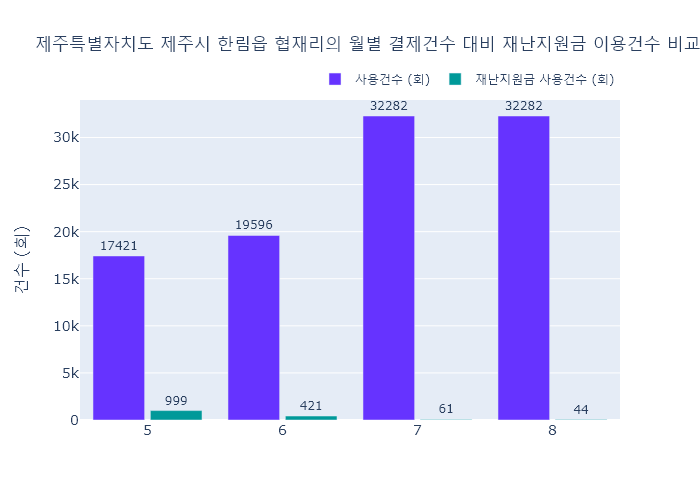 제주특별자치도 제주시 한림읍 협재리의 월별 결제건수 대비 재난지원금 이용건수 비교
사용건수 (회) 재난지원금 사용건수 (회)
32282 32282
30k
25k
19596
20k
17421
15k
10k
5k
999 421 61 44
0
5 6 7 8
건수 (회)